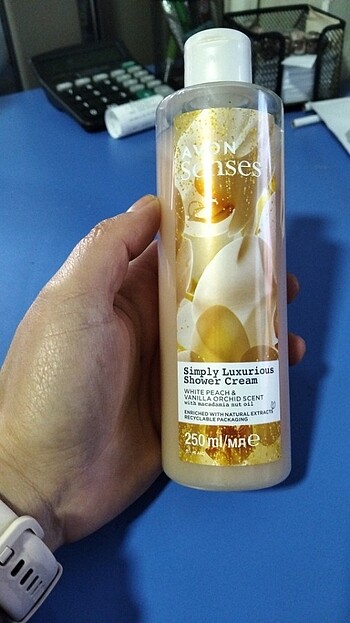 AVON
senses
Simply Luxurious
Shower Cream
WHITE PEACH &
VANILLA ORCHID SCENT
with macadamia nut oil
ENRICHED WITH NATURAL EXTRACTS
RECYCLABLE PACKAGING
250 ml/мл℮